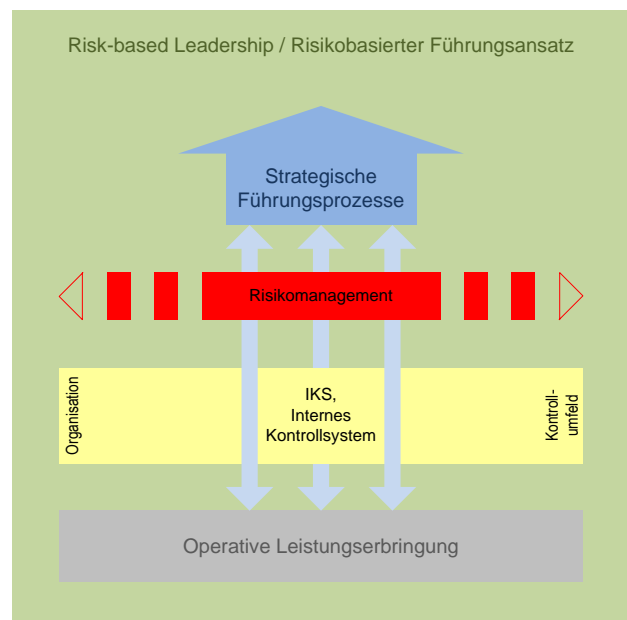 Risk-based Leadership / Risikobasierter Führungsansatz
Strategische
Führungsprozesse
Risikomanagement
Organisation
IKS,
Internes
Kontrollsystem
Kontroll-
umfeld
Operative Leistungserbringung